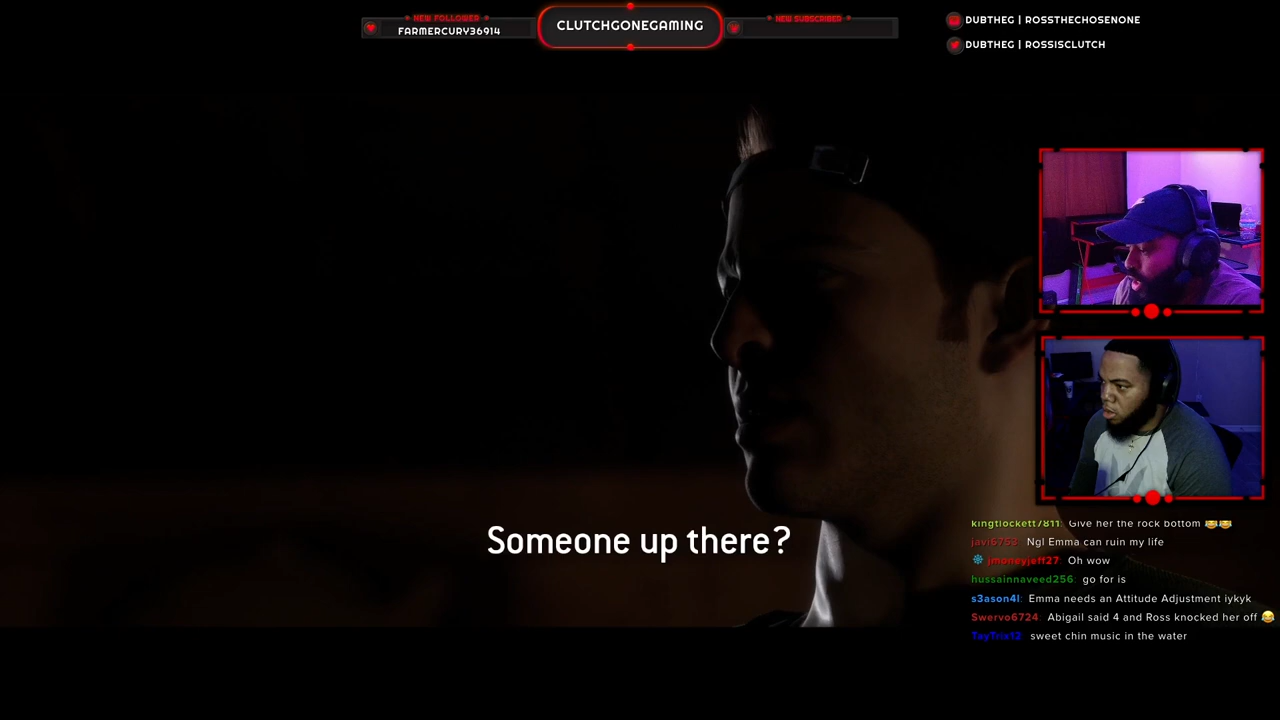 NEW FOLLOWER
FARMERCURY36914
CLUTCHGONEGAMING
NEW SUBSCRIBER
DUBTHEG | ROSSTHECHOSENONE
DUBTHEG | ROSSISCLUTCH
Someone up there?
kingtlockett7811: Give her the rock bottom 😂😂
javi6753: Ngl Emma can ruin my life
jmoneyjeff27: Oh wow
hussainnaveed256: go for is
s3ason4l: Emma needs an Attitude Adjustment iykyk
Swervo6724: Abigail said 4 and Ross knocked her off 😂
TayTrix12: sweet chin music in the water